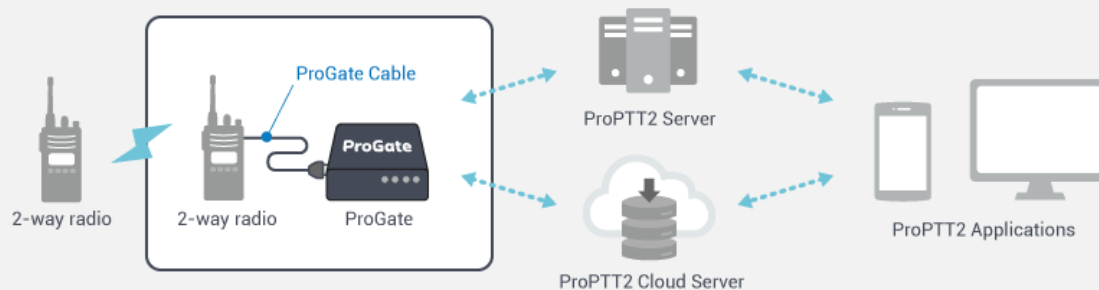 ProGate Cable
ProPTT2 Server
ProGate
2-way radio
2-way radio
ProGate
ProPTT2 Cloud Server
ProPTT2 Applications